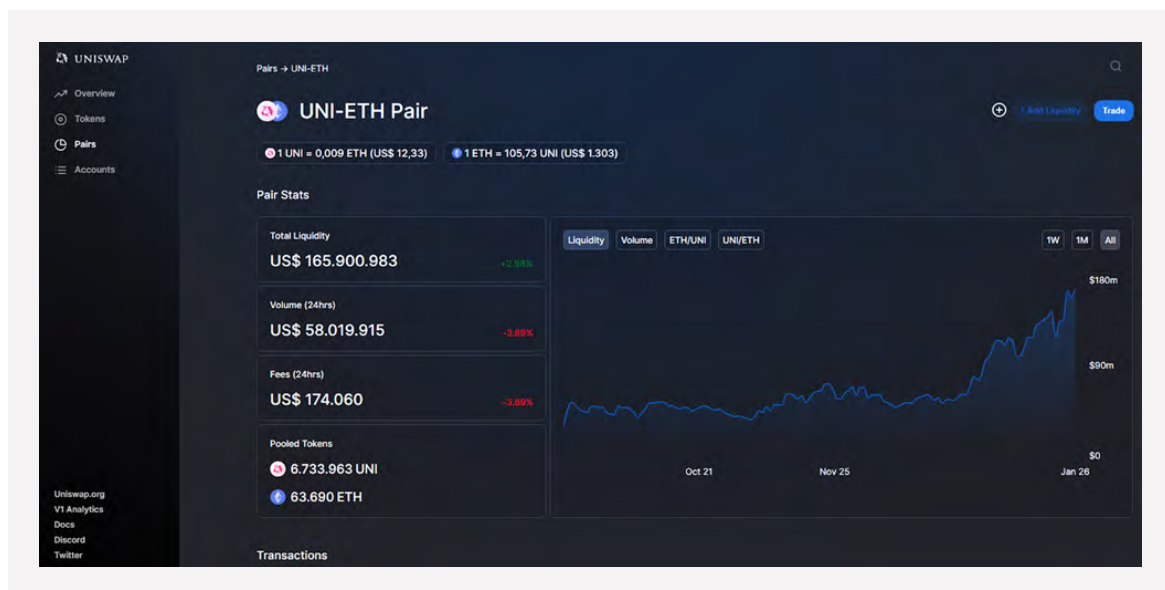 UNISWAP
Overview
Tokens
Pairs
Accounts
Uniswap.org
V1 Analytics
Docs
Discord
Twitter
Pairs → UNI-ETH
UNI-ETH Pair
+ Add Liquidity
Trade
1 UNI = 0,009 ETH (US$ 12,33)
1 ETH = 105,73 UNI (US$ 1.303)
Pair Stats
Total Liquidity
US$ 165.900.983
+2.98%
Volume (24hrs)
US$ 58.019.915
-3.69%
Fees (24hrs)
US$ 174.060
-3.69%
Pooled Tokens
6.733.963 UNI
63.690 ETH
Liquidity Volume ETH/UNI UNI/ETH
1W 1M All
$180m
$90m
$0
Oct 21 Nov 25 Jan 26
Transactions